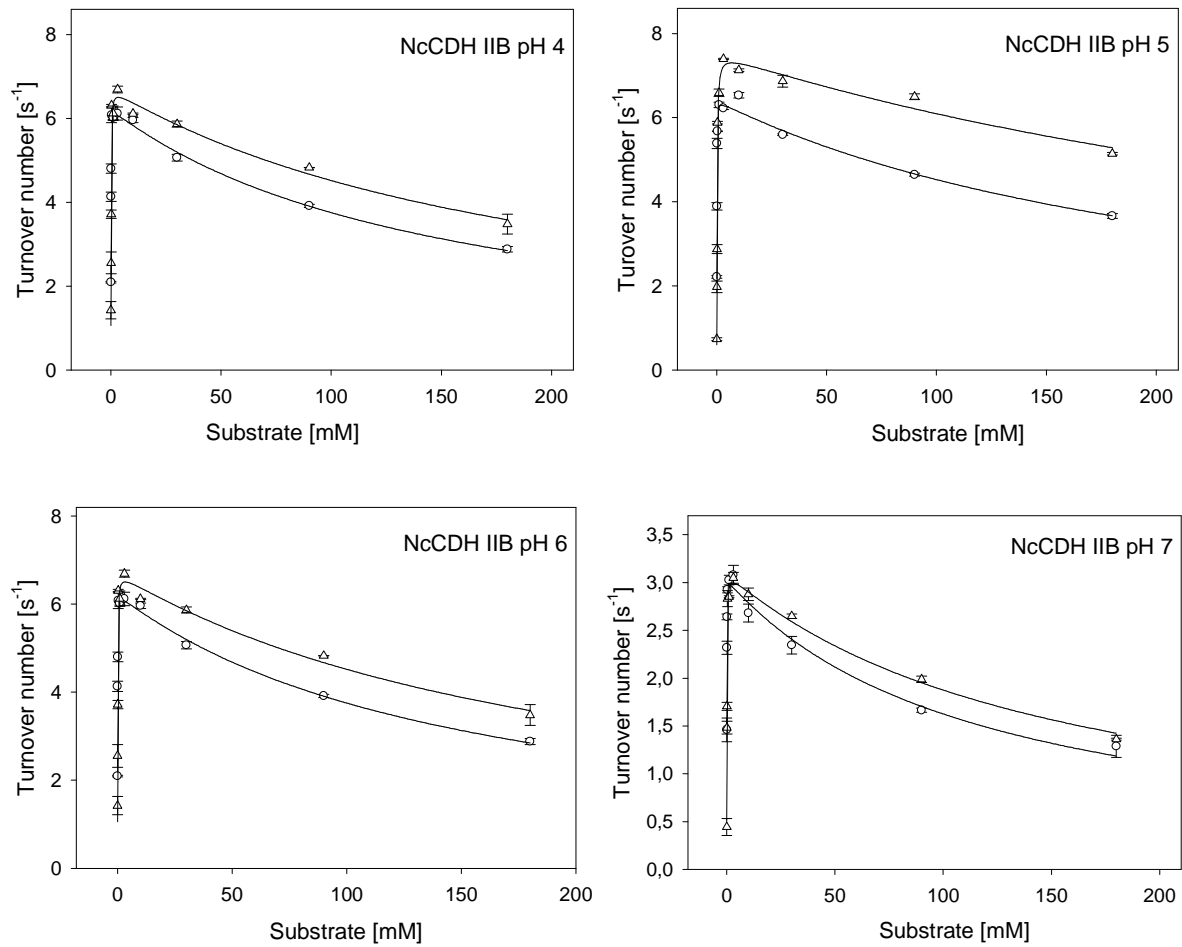 NcCDH IIB pH 4
Turnover number [s-1]
8
6
4
2
0
0 50 100 150 200
Substrate [mM]
NcCDH IIB pH 5
Turover number [s-1]
8
6
4
2
0
0 50 100 150 200
Substrate [mM]
NcCDH IIB pH 6
Turnover number [s-1]
8
6
4
2
0
0 50 100 150 200
Substrate [mM]
NcCDH IIB pH 7
Turnover number [s-1]
3,5
3,0
2,5
2,0
1,5
1,0
0,5
0,0
0 50 100 150 200
Substrate [mM]